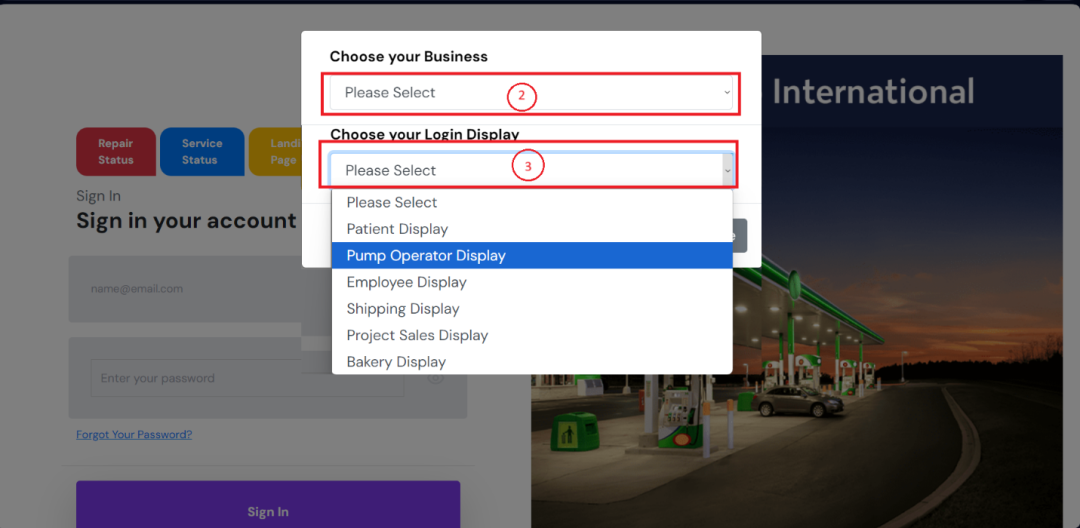 Choose your Business
Please Select
2
International
Choose your Login Display
Please Select
3
Please Select
Patient Display
Pump Operator Display
Employee Display
Shipping Display
Project Sales Display
Bakery Display
Repair
Status
Service
Status
Page
Sign In
Sign in your account
name@email.com
Enter your password
Forgot Your Password?
Sign In